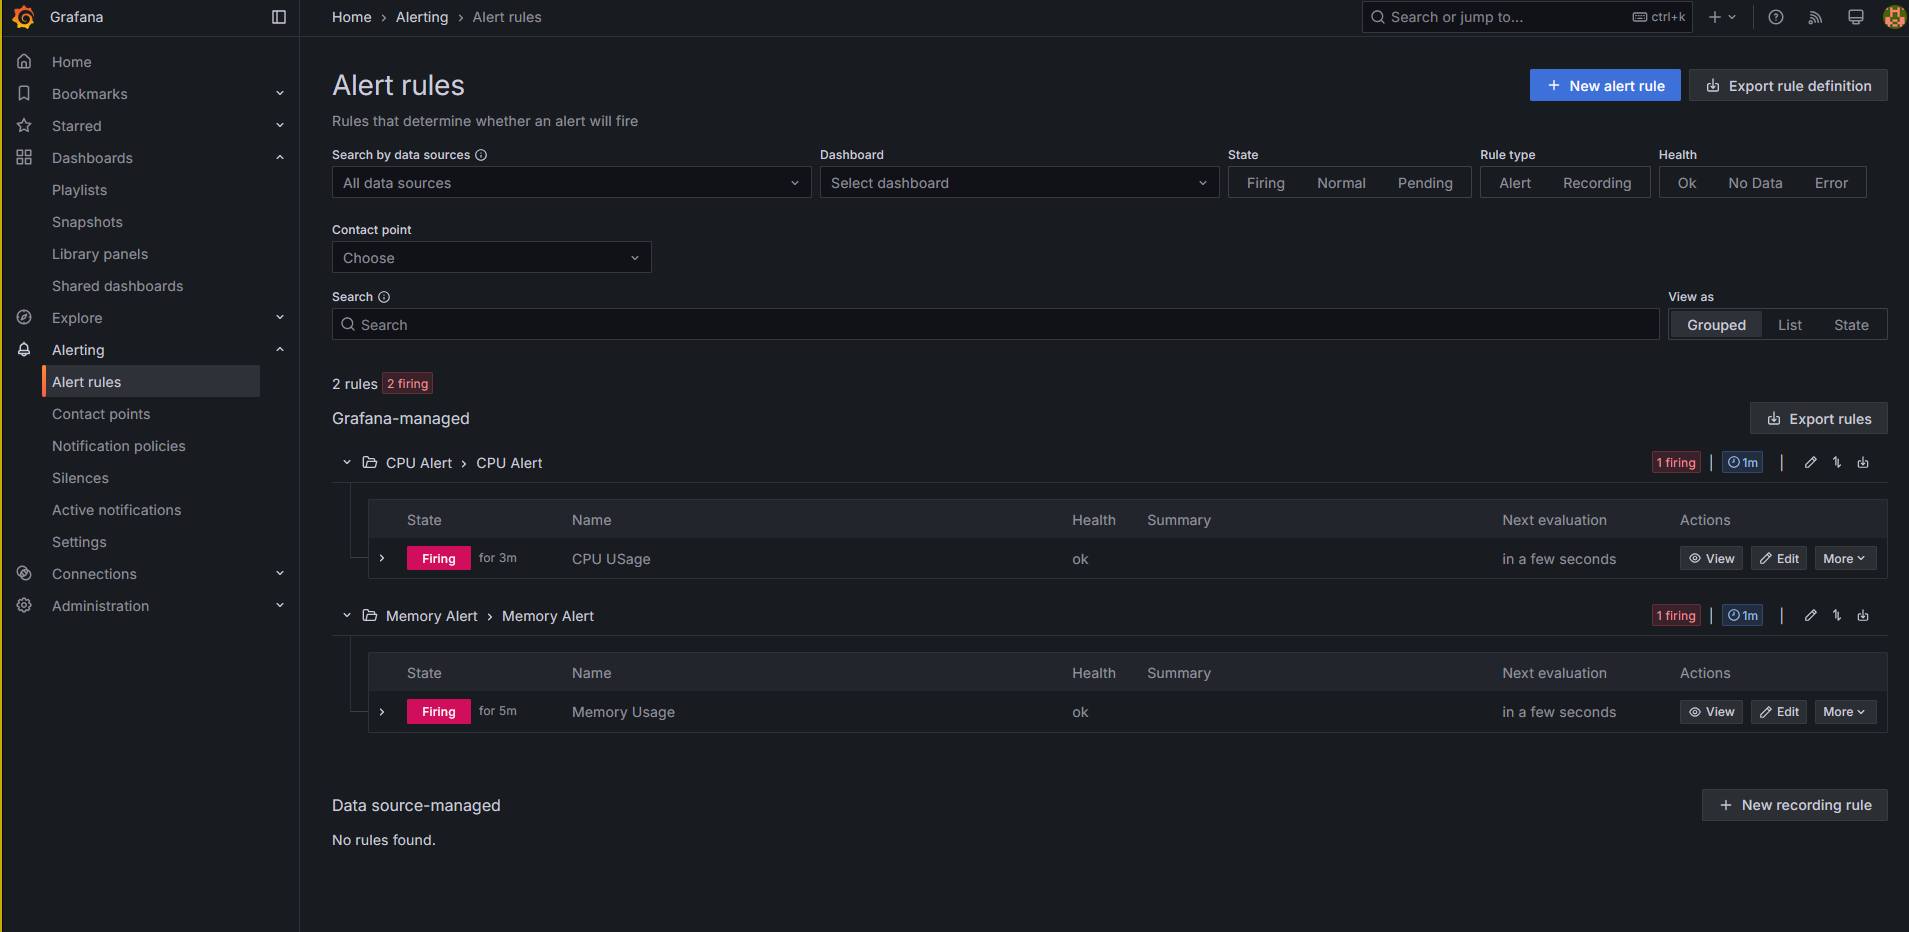 Grafana
Home › Alerting › Alert rules
Search or jump to... ctrl+k
Home
Bookmarks
Starred
Dashboards
Playlists
Snapshots
Library panels
Shared dashboards
Explore
Alerting
Alert rules
Contact points
Notification policies
Silences
Active notifications
Settings
Connections
Administration
Alert rules
New alert rule
Export rule definition
Rules that determine whether an alert will fire
Search by data sources
All data sources
Dashboard
Select dashboard
State
Firing Normal Pending
Rule type
Alert Recording
Health
Ok No Data Error
Contact point
Choose
Search
Search
View as
Grouped List State
2 rules 2 firing
Grafana-managed
Export rules
CPU Alert › CPU Alert
1 firing | 1m |
State Name Health Summary Next evaluation Actions
Firing for 3m CPU USage ok in a few seconds View Edit More
Memory Alert › Memory Alert
1 firing | 1m |
State Name Health Summary Next evaluation Actions
Firing for 5m Memory Usage ok in a few seconds View Edit More
Data source-managed
New recording rule
No rules found.